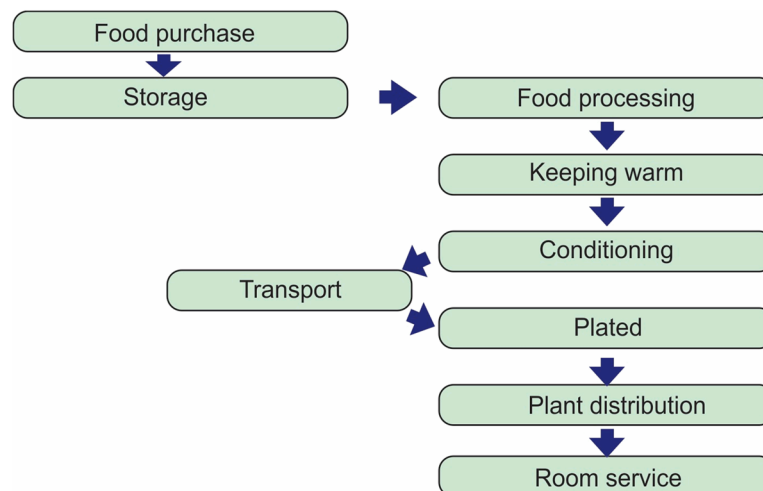 Food purchase
Storage
Food processing
Keeping warm
Conditioning
Transport
Plated
Plant distribution
Room service